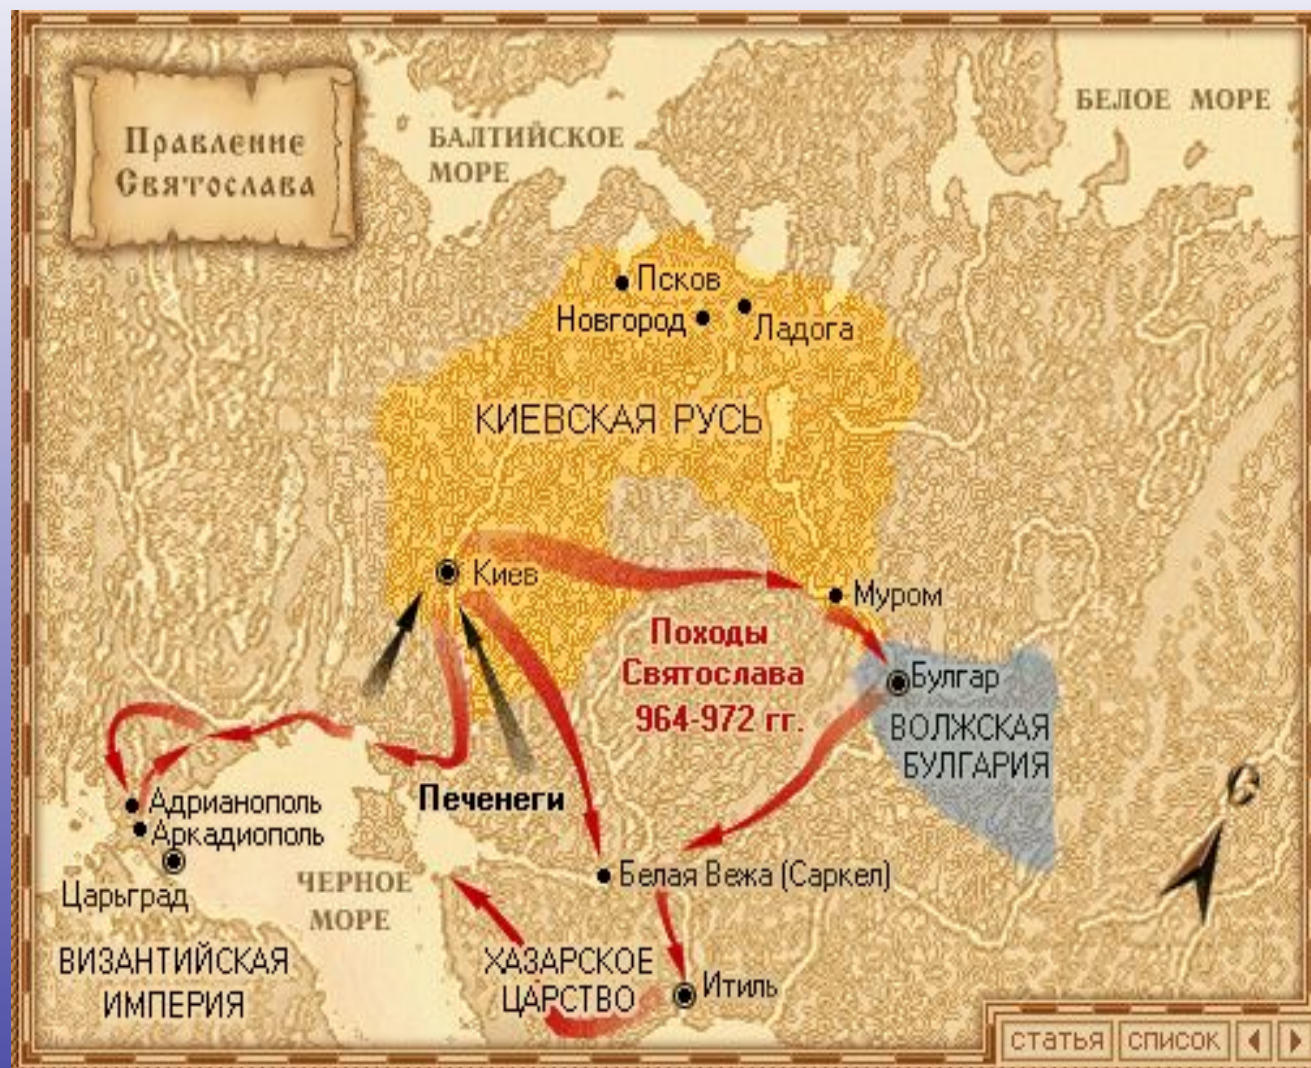 Правление
Святослава
БАЛТИЙСКОЕ
МОРЕ
БЕЛОЕ МОРЕ
Псков
Новгород
Ладога
КИЕВСКАЯ РУСЬ
Киев
Муром
Походы
Святослава
964-972 гг.
Булгар
ВОЛЖСКАЯ
БУЛГАРИЯ
Печенеги
Адрианополь
Аркадиополь
Царьград
ЧЕРНОЕ
МОРЕ
Белая Вежа (Саркел)
ВИЗАНТИЙСКАЯ
ИМПЕРИЯ
ХАЗАРСКОЕ
ЦАРСТВО
Итиль
С
статья список